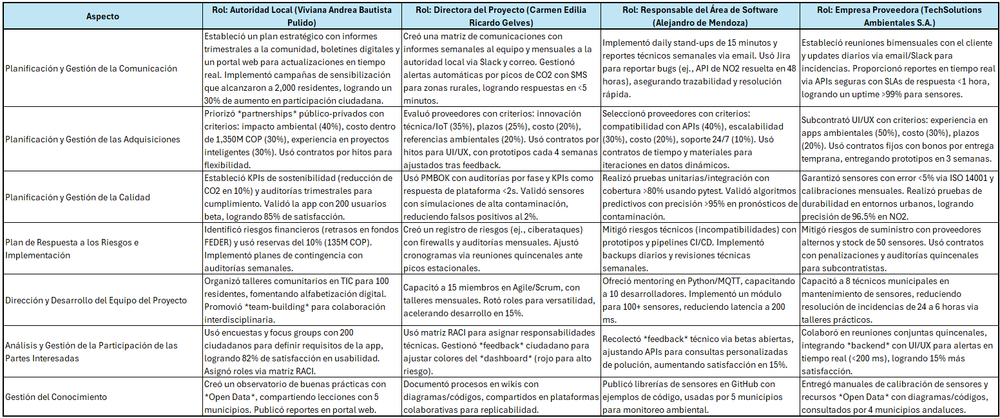 Aspecto
Rol: Autoridad Local (Viviana Andrea Bautista
Pulido)
Rol: Directora del Proyecto (Carmen Edilia
Ricardo Gelves)
Rol: Responsable del Área de Software
(Alejandro de Mendoza)
Rol: Empresa Proveedora (TechSolutions
Ambientales S.A.)
Planificación y Gestión de la Comunicación
Estableció un plan estratégico con informes
trimestrales a la comunidad, boletines digitales y
un portal web para actualizaciones en tiempo
real. Implementó campañas de sensibilización
que alcanzaron a 2,000 residentes, logrando un
30% de aumento en participación ciudadana.
Creó una matriz de comunicaciones con
informes semanales al equipo y mensuales a la
autoridad local via Slack y correo. Gestionó
alertas automáticas por picos de CO2 con SMS
para zonas rurales, logrando respuestas en <5
minutos.
Implementó daily stand-ups de 15 minutos y
reportes técnicos semanales via email. Usó Jira
para reportar bugs (ej., API de NO2 resuelta en 48
horas), asegurando trazabilidad y resolución
rápida.
Estableció reuniones bimensuales con el cliente
y updates diarios via email/Slack para
incidencias. Proporcionó reportes en tiempo real
via APIs seguras con SLAs de respuesta <1 hora,
logrando un uptime >99% para sensores.
Planificación y Gestión de las Adquisiciones
Priorizó *partnerships* público-privados con
criterios: impacto ambiental (40%), costo dentro
de 1,350M COP (30%), experiencia en proyectos
inteligentes (30%). Usó contratos por hitos para
flexibilidad.
Evaluó proveedores con criterios: innovación
técnica/IoT (35%), plazos (25%), costo (20%),
referencias ambientales (20%). Usó contratos por
hitos para UI/UX, con prototipos cada 4 semanas
ajustados tras feedback.
Seleccionó proveedores con criterios:
compatibilidad con APIs (40%), escalabilidad
(30%), costo (20%), soporte 24/7 (10%). Usó
contratos de tiempo y materiales para
iteraciones en datos dinámicos.
Subcontrató UI/UX con criterios: experiencia en
apps ambientales (50%), costo (30%), plazos
(20%). Usó contratos fijos con bonos por entrega
temprana, entregando prototipos en 3 semanas.
Planificación y Gestión de la Calidad
Estableció KPIs de sostenibilidad (reducción de
CO2 en 10%) y auditorías trimestrales para
cumplimiento. Validó la app con 200 usuarios
beta, logrando 85% de satisfacción.
Usó PMBOK con auditorías por fase y KPIs como
respuesta de plataforma <2s. Validó sensores
con simulaciones de alta contaminación,
reduciendo falsos positivos al 2%.
Realizó pruebas unitarias/integración con
cobertura >80% usando pytest. Validó algoritmos
predictivos con precisión >95% en pronósticos de
contaminación.
Garantizó sensores con error <5% via ISO 14001 y
calibraciones mensuales. Realizó pruebas de
durabilidad en entornos urbanos, logrando
precisión de 96.5% en NO2.
Plan de Respuesta a los Riesgos e
Implementación
Identificó riesgos financieros (retrasos en fondos
FEDER) y usó reservas del 10% (135M COP).
Implementó planes de contingencia con
auditorías semanales.
Creó un registro de riesgos (ej., ciberataques)
con firewalls y auditorías mensuales. Ajustó
cronogramas via reuniones quincenales ante
picos estacionales.
Mitigó riesgos técnicos (incompatibilidades) con
prototipos y pipelines CI/CD. Implementó
backups diarios y revisiones técnicas
semanales.
Mitigó riesgos de suministro con proveedores
alternos y stock de 50 sensores. Usó contratos
con penalizaciones y auditorías quincenales
para subcontratistas.
Dirección y Desarrollo del Equipo del Proyecto
Organizó talleres comunitarios en TIC para 100
residentes, fomentando alfabetización digital.
Promovió *team-building* para colaboración
interdisciplinaria.
Capacitó a 15 miembros en Agile/Scrum, con
talleres mensuales. Rotó roles para versatilidad,
acelerando desarrollo en 15%.
Ofreció mentoring en Python/MQTT, capacitando
a 10 desarrolladores. Implementó un módulo
para 100+ sensores, reduciendo latencia a 200
ms.
Capacitó a 8 técnicos municipales en
mantenimiento de sensores, reduciendo
resolución de incidencias de 24 a 6 horas via
talleres prácticos.
Análisis y Gestión de la Participación de las
Partes Interesadas
Usó encuestas y focus groups con 200
ciudadanos para definir requisitos de la app,
logrando 82% de satisfacción en usabilidad.
Asignó roles via matriz RACI.
Usó matriz RACI para asignar responsabilidades
técnicas. Gestionó *feedback* ciudadano para
ajustar colores del *dashboard* (rojo para alto
riesgo).
Recolectó *feedback* técnico via betas abiertas,
ajustando APIs para consultas personalizadas
de polución, aumentando satisfacción en 15%.
Colaboró en reuniones conjuntas quincenales,
integrando *backend* con UI/UX para alertas en
tiempo real (<200 ms), logrando 15% más
satisfacción.
Gestión del Conocimiento
Creó un observatorio de buenas prácticas con
*Open Data*, compartiendo lecciones con 5
municipios. Publicó reportes en portal web.
Documentó procesos en wikis con
diagramas/códigos, compartidos en plataformas
colaborativas para replicabilidad.
Publicó librerías de sensores en GitHub con
ejemplos de código, usadas por 5 municipios
para monitoreo ambiental.
Entregó manuales de calibración de sensores y
recursos *Open Data* con diagramas/códigos,
consultados por 4 municipios andaluces.